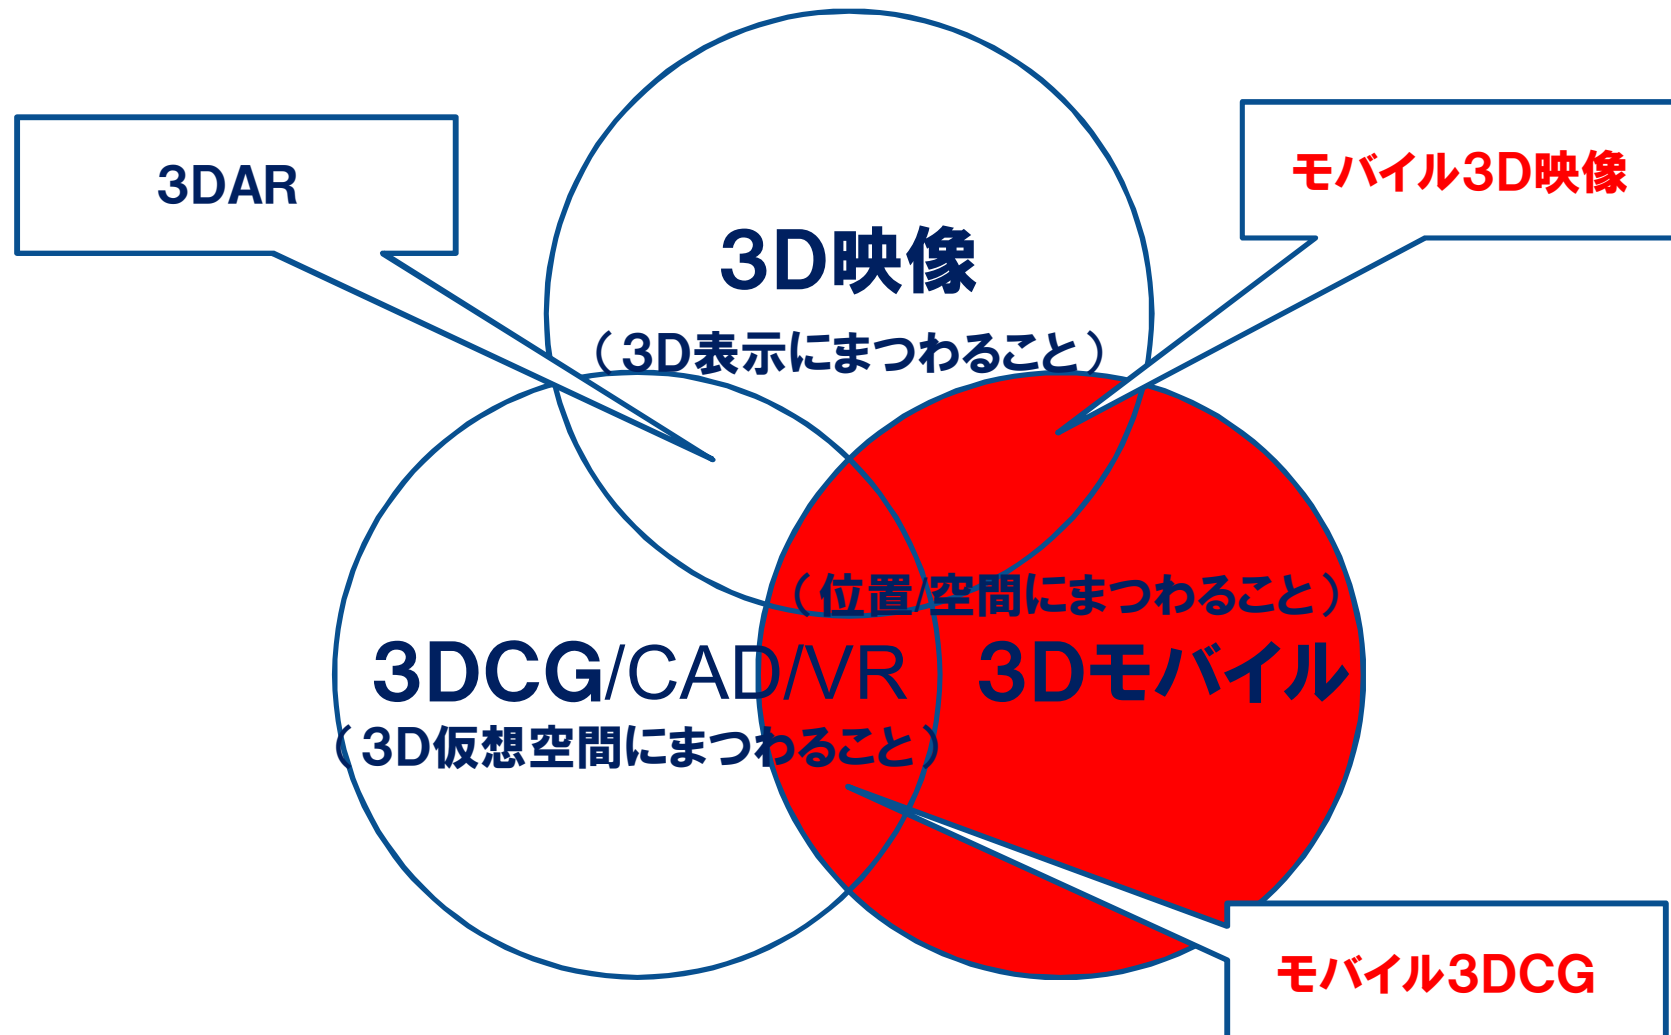 3DAR
モバイル3D映像
3D映像
（3D表示にまつわること）
（位置/空間にまつわること）
3DCG/CAD/VR
3Dモバイル
（3D仮想空間にまつわること）
モバイル3DCG